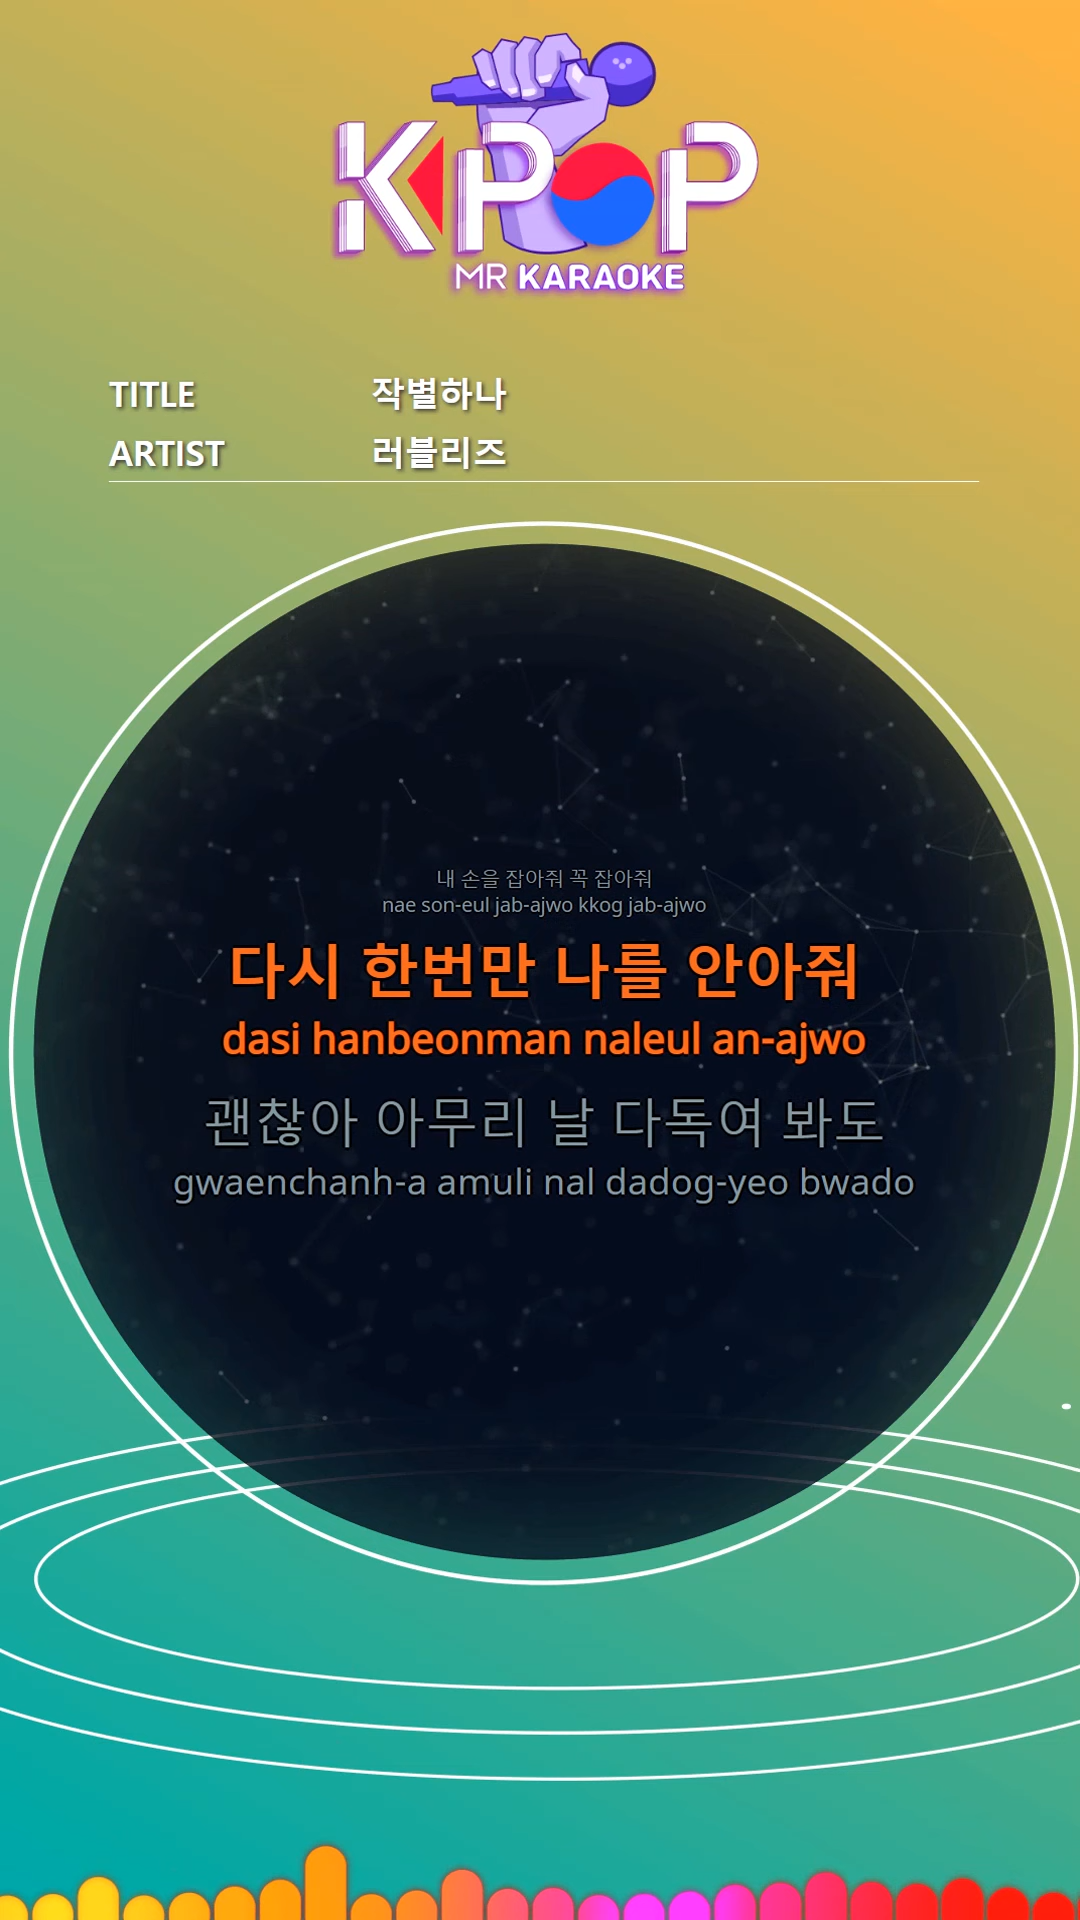 KPOP
MR KARAOKE
TITLE 작별하나
ARTIST 러블리즈
내 손을 잡아줘 꼭 잡아줘
nae son-eul jab-ajwo kkog jab-ajwo
다시 한번만 나를 안아줘
dasi hanbeonman naleul an-ajwo
괜찮아 아무리 날 다독여 봐도
gwaenchanh-a amuli nal dadog-yeo bwado